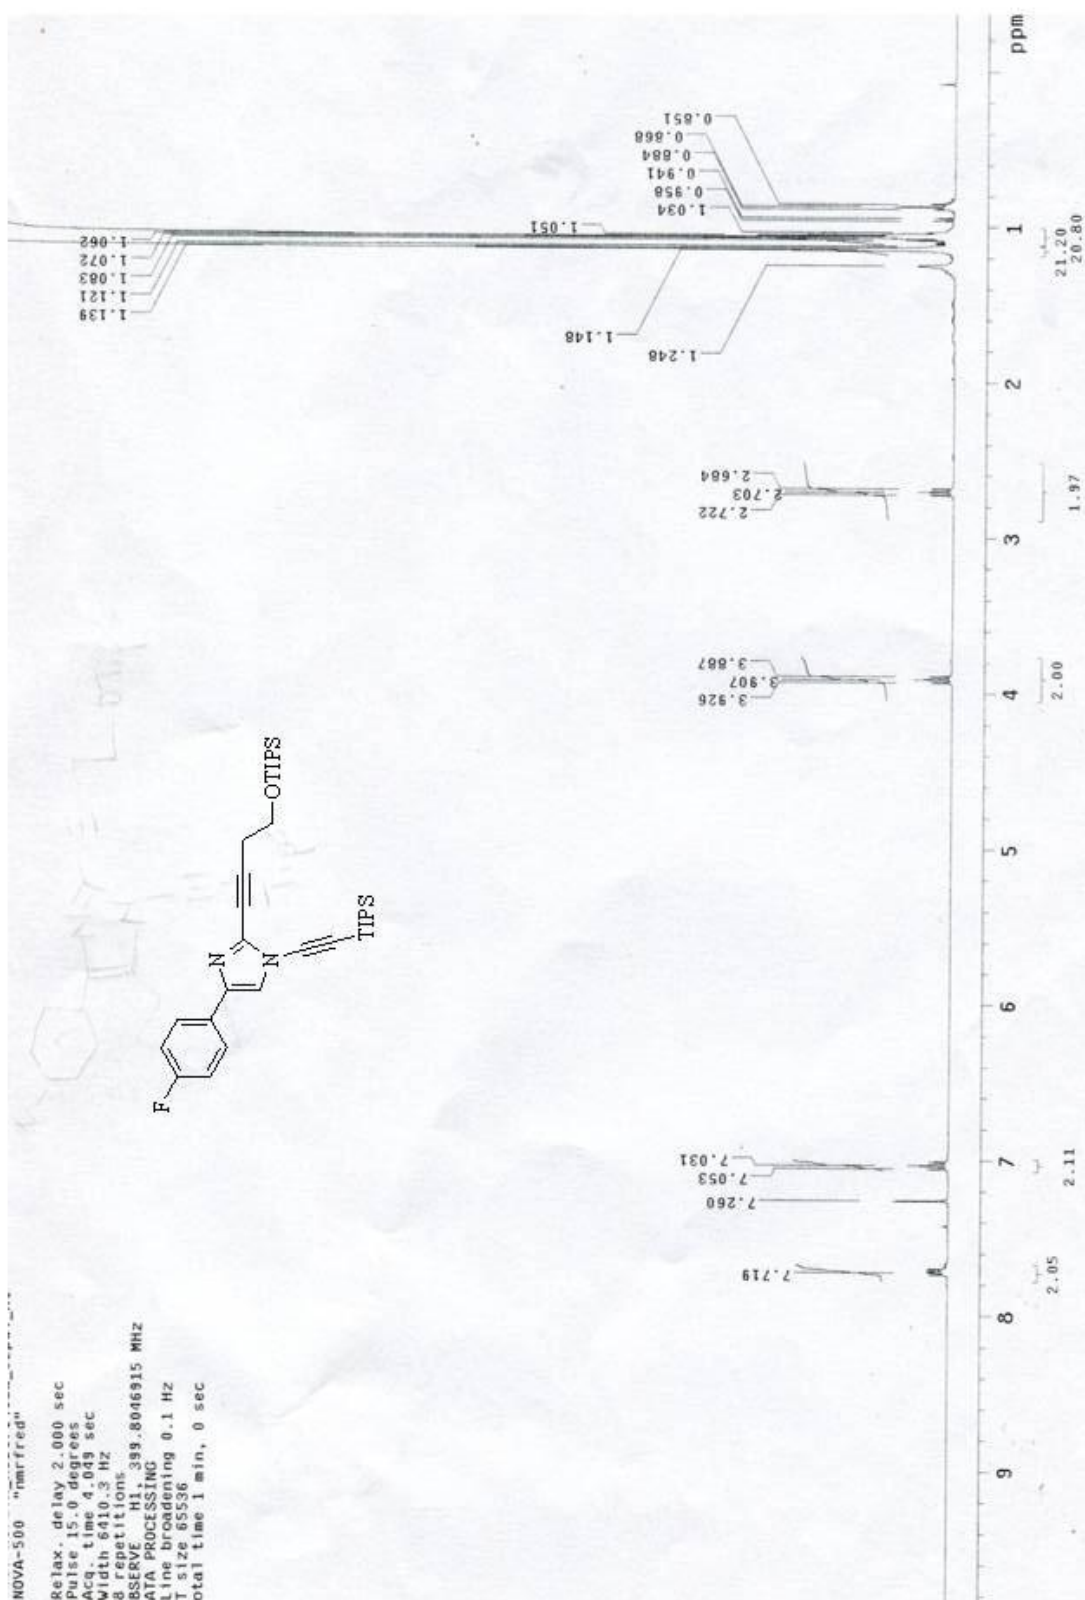 NOVA-500 "nmrfred"
Relax. delay 2.000 sec
Pulse 15.0 degrees
Acq. time 4.049 sec
Width 6410.3 Hz
8 repetitions
BSERVE H1, 399.8046915 MHz
ATA PROCESSING
Line broadening 0.1 Hz
T size 65536
otal time 1 min, 0 sec
F
N
N
OTIPS
TIPS
7.719
7.260
7.053
7.031
3.926
3.907
3.887
2.722
2.703
2.684
1.248
1.148
1.139
1.121
1.083
1.072
1.062
1.051
1.034
0.958
0.941
0.884
0.868
0.851
9 8 7 6 5 4 3 2 1 ppm
2.05 2.11 2.00 1.97 21.20
20.80